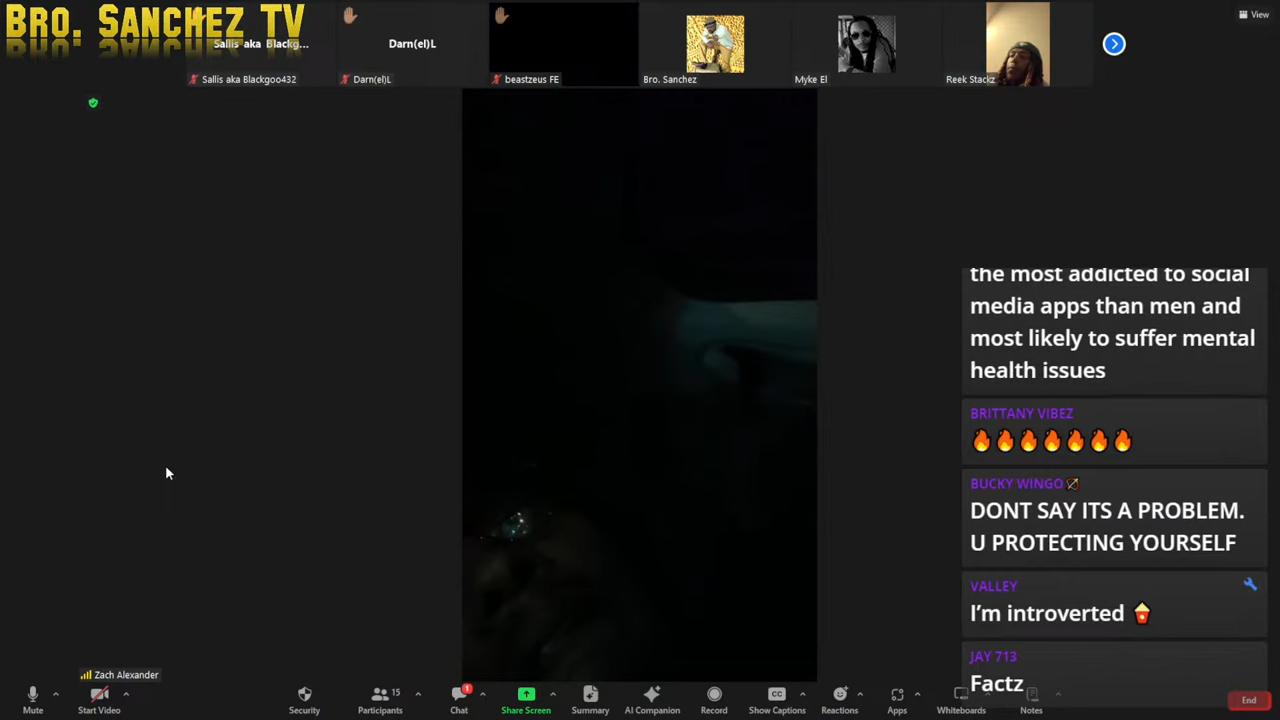 BRO. SANCHEZ TV
View
Sallis aka Blackg...
Darn(el)L
Sallis aka Blackgoo432
Darn(el)L
beastzeus FE
Bro. Sanchez
Myke El
Reek Stackz
the most addicted to social
media apps than men and
most likely to suffer mental
health issues
BRITTANY VIBEZ
🔥🔥🔥🔥🔥🔥🔥
BUCKY WINGO🏹
DONT SAY ITS A PROBLEM.
U PROTECTING YOURSELF
VALLEY
I'm introverted 🍿
JAY 713
Factz
Zach Alexander
Mute
Start Video
Security
15
Participants
1
Chat
Share Screen
Summary
AI Companion
Record
CC
Show Captions
Reactions
Apps
Whiteboards
Notes
End